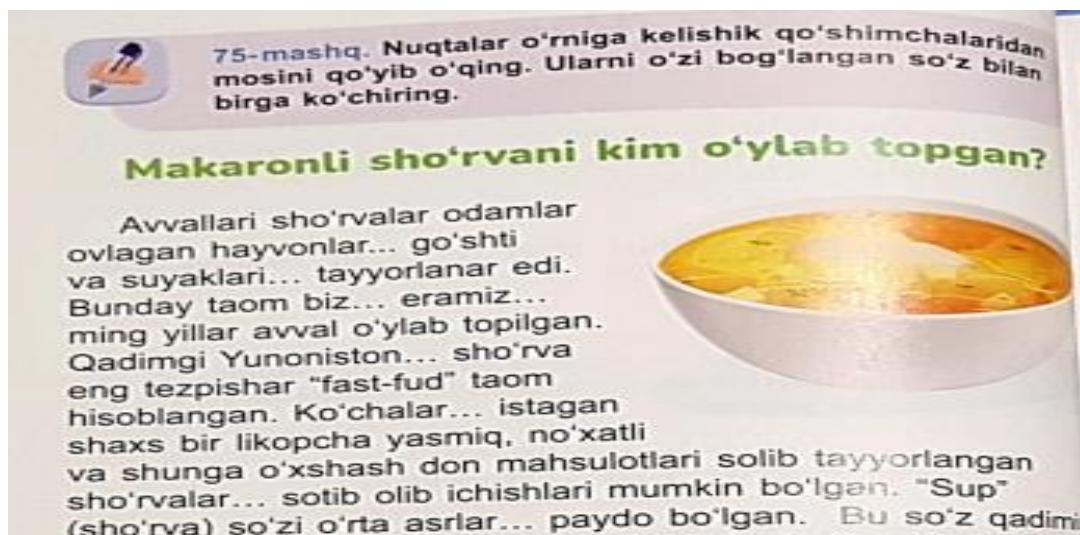 75-mashq. Nuqtalar o‘rniga kelishik qo‘shimchalaridan
mosini qo‘yib o‘qing. Ularni o‘zi bog‘langan so‘z bilan
birga ko‘chiring.
Makaronli sho‘rvani kim o‘ylab topgan?
Avvallari sho‘rvalar odamlar
ovlagan hayvonlar... go‘shti
va suyaklari... tayyorlanar edi.
Bunday taom biz... eramiz...
ming yillar avval o‘ylab topilgan.
Qadimgi Yunoniston... sho‘rva
eng tezpishar “fast-fud” taom
hisoblangan. Ko‘chalar... istagan
shaxs bir likopcha yasmiq, no‘xatli
va shunga o‘xshash don mahsulotlari solib tayyorlangan
sho‘rvalar... sotib olib ichishlari mumkin bo‘lgan. “Sup”
(sho‘rva) so‘zi o‘rta asrlar... paydo bo‘lgan. Bu so‘z